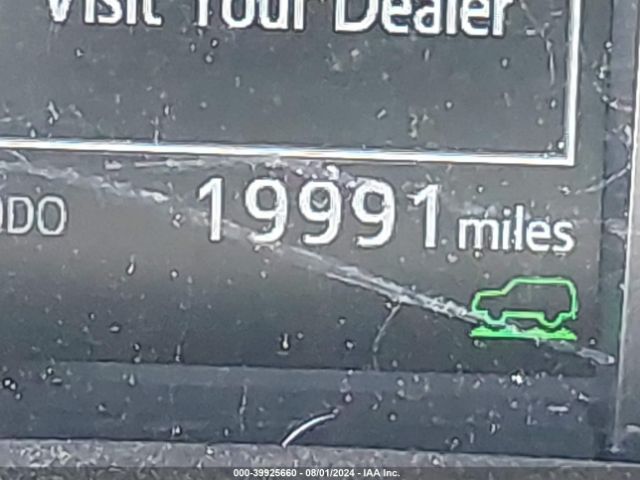 Visit Your Dealer
ODO 19991 miles
000-39925660 - 08/01/2024 - IAA Inc.